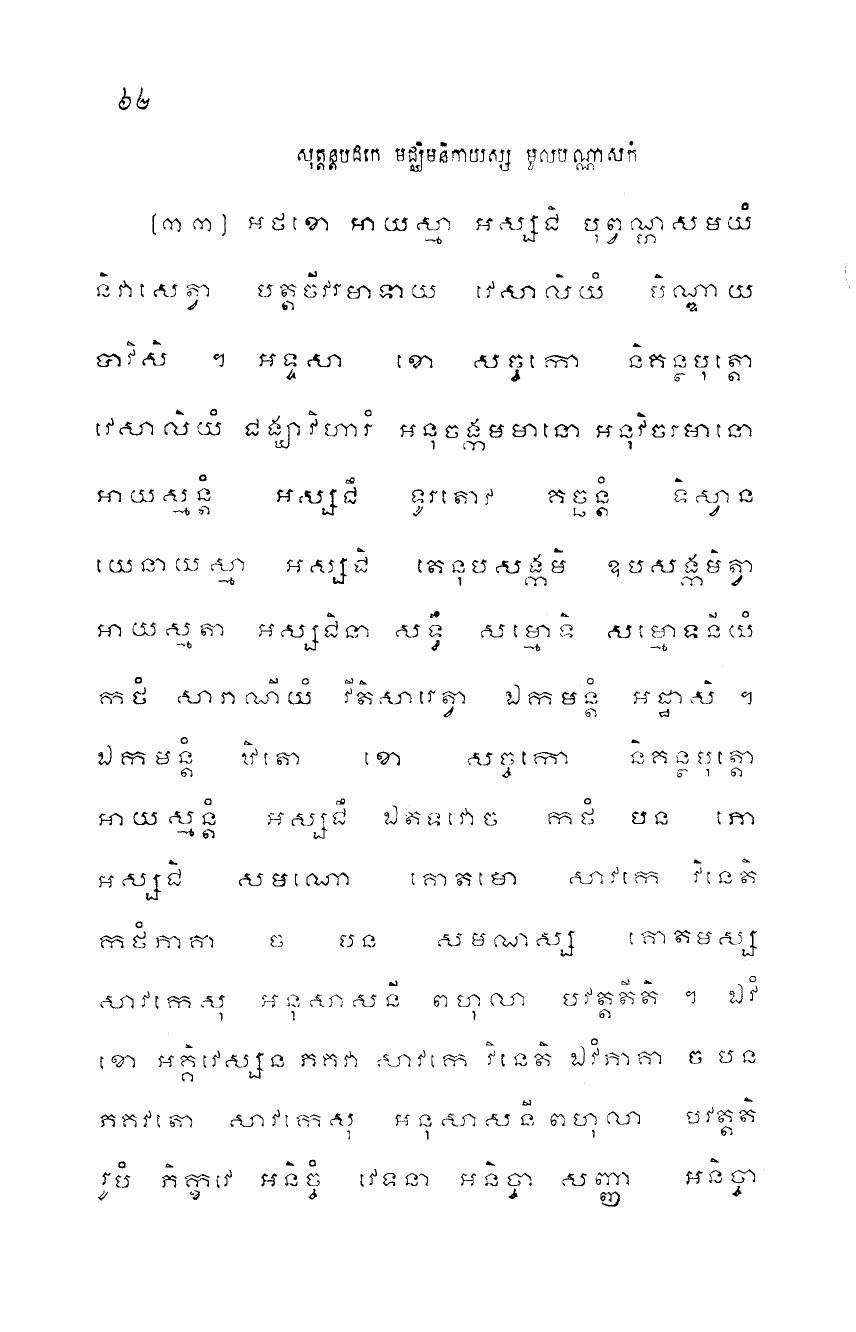 ៦២
សុត្តន្តបិដកេ មជ្ឈិមនិកាយស្ស មូលបណ្ណាសកំ
[៣៣] អថខោ អាយស្មា អស្សជិ បុព្វណ្ហសមយំ
និវាសេត្វា បត្តចីវរមាទាយ វេសាលិយំ បិណ្ឌាយ
បាវិសិ ។ អទ្ទសា ខោ សច្ចកោ និគន្ថបុត្តោ
វេសាលិយំ ជង្ឃាវិហារំ អនុចង្កមមានោ អនុវិចរមានោ
អាយស្មន្តំ អស្សជឹ ទូរតោវ គច្ឆន្តំ ទិស្វាន
យេនាយស្មា អស្សជិ តេនុបសង្កមិ ឧបសង្កមិត្វា
អាយស្មតា អស្សជិនា សទ្ធឹ សម្មោទិ សម្មោទនីយំ
កថំ សារាណីយំ វីតិសារេត្វា ឯកមន្តំ អដ្ឋាសិ ។
ឯកមន្តំ ឋិតោ ខោ សច្ចកោ និគន្ថបុត្តោ
អាយស្មន្តំ អស្សជឹ ឯតទវោច កថំ បន ភោ
អស្សជិ សមណោ គោតមោ សាវកេ វិនេតិ
កថំភាគា ច បន សមណស្ស គោតមស្ស
សាវកេសុ អនុសាសនី ពហុលា បវត្តតីតិ ។ ឯវំ
ខោ អគ្គិវេស្សន ភគវា សាវកេ វិនេតិ ឯវំភាគា ច បន
ភគវតោ សាវកេសុ អនុសាសនី ពហុលា បវត្តតិ
រូបំ ភិក្ខវេ អនិច្ចំ វេទនា អនិច្ចា សញ្ញា អនិច្ចា